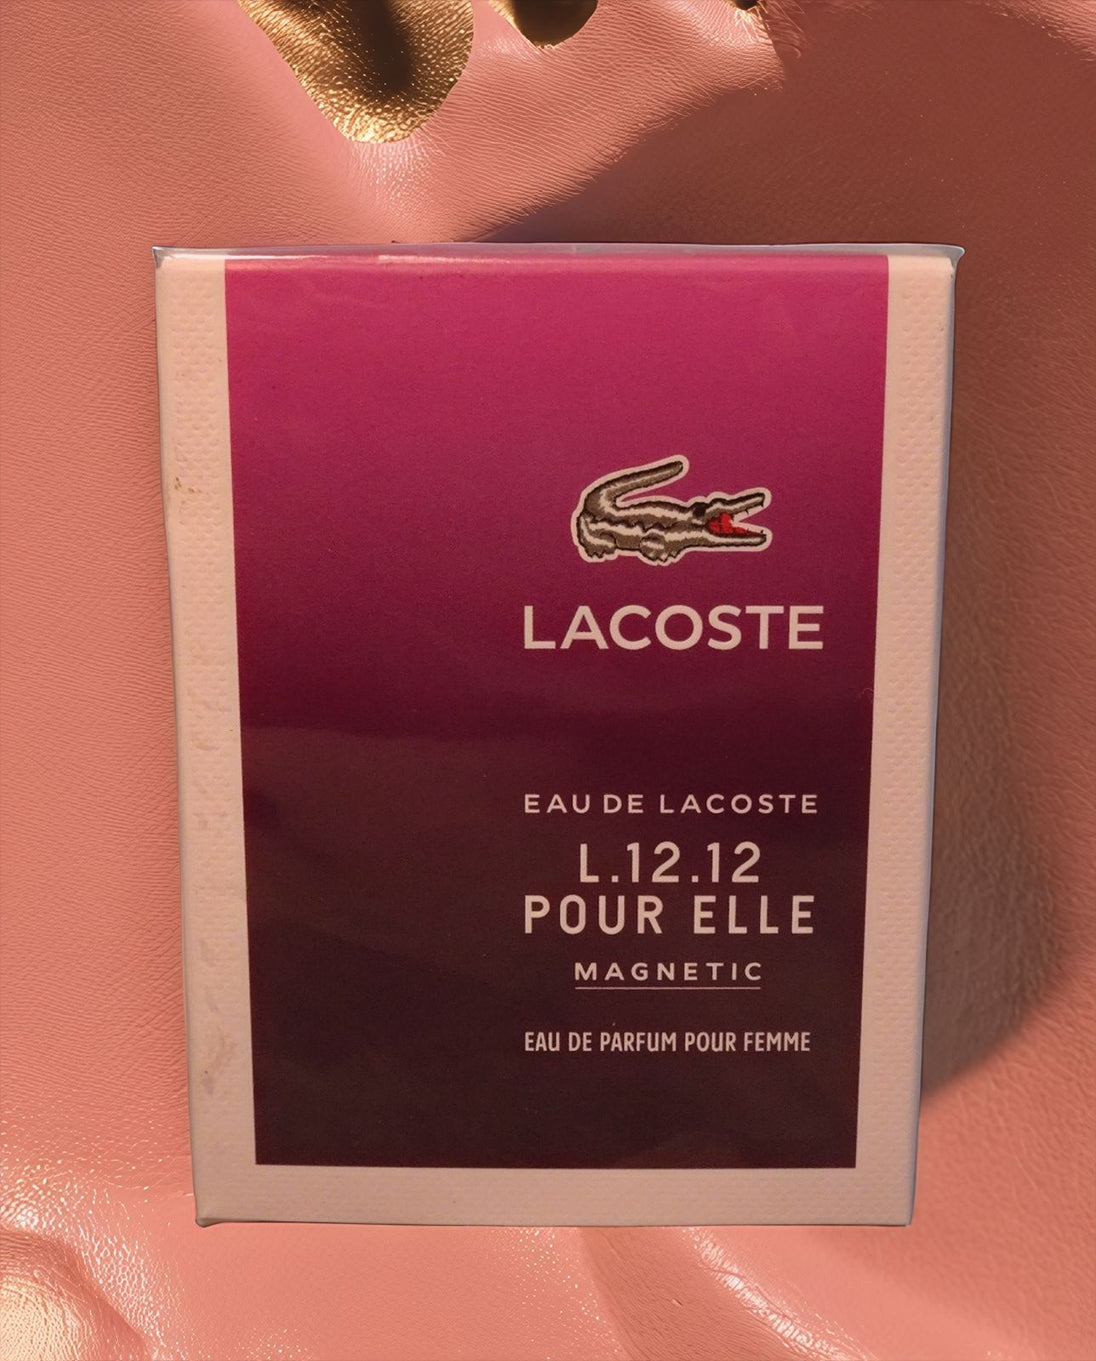 LACOSTE
EAU DE LACOSTE
L.12.12
POUR ELLE
MAGNETIC
EAU DE PARFUM POUR FEMME